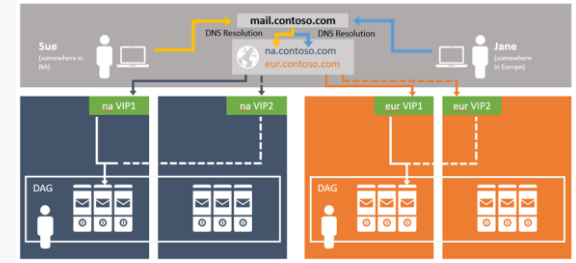 mail.contoso.com
DNS Resolution
DNS Resolution
Sue
(somewhere in
NA)
na.contoso.com
eur.contoso.com
Jane
(somewhere
in Europe)
na VIP1
na VIP2
eur VIP1
eur VIP2
DAG
DAG